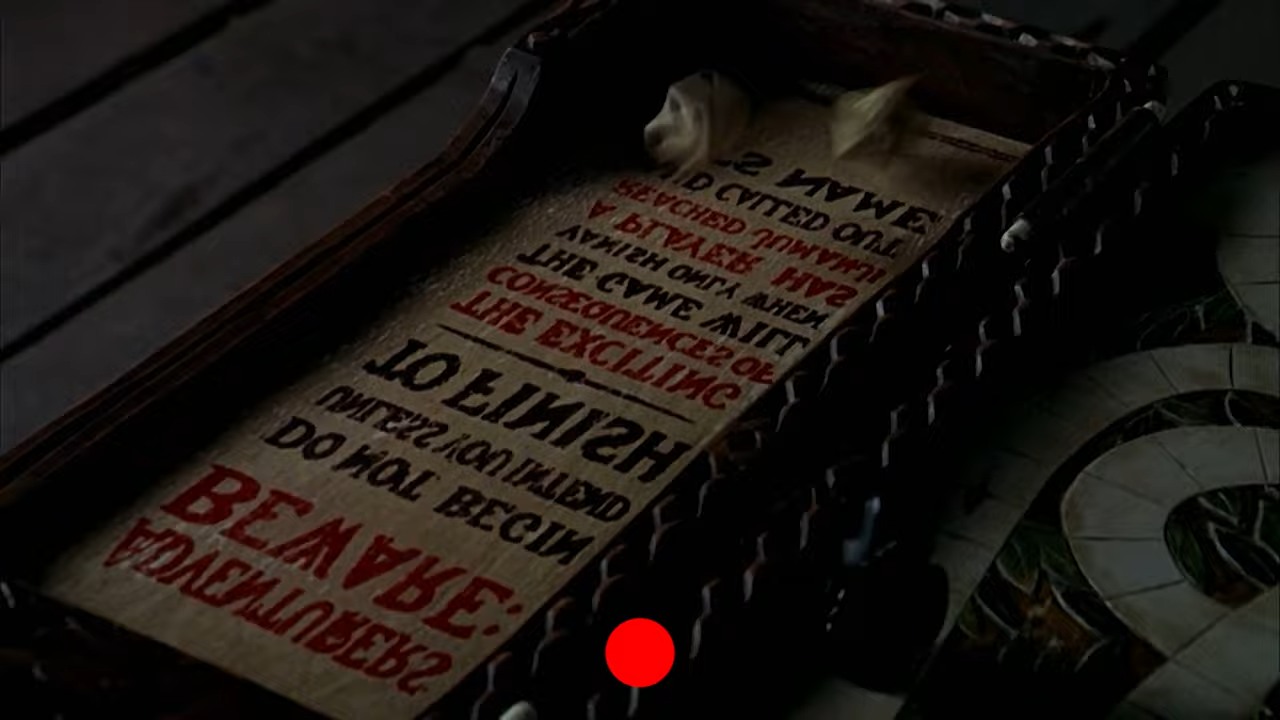 ADVENTURERS
BEWARE:
DO NOT BEGIN
UNLESS YOU INTEND
TO FINISH
THE EXCITING
CONSEQUENCES OF
THE GAME WILL
VANISH ONLY WHEN
A PLAYER HAS
REACHED JUMANJI
CALLED OUT
NAME